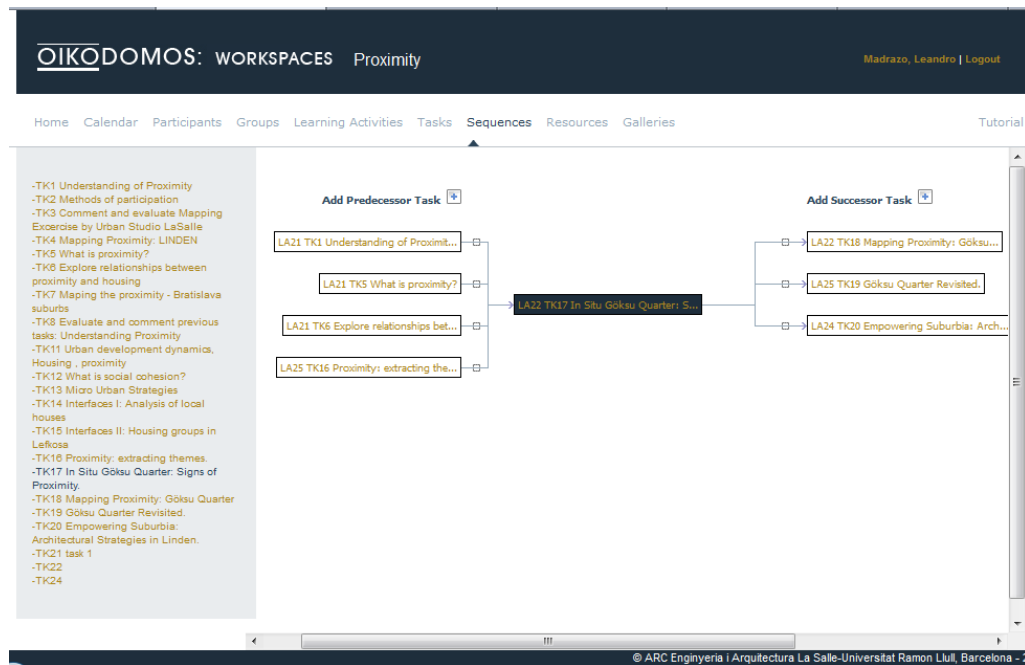 OIKODOMOS: WORKSPACES Proximity
Madrazo, Leandro | Logout
Home Calendar Participants Groups Learning Activities Tasks Sequences Resources Galleries Tutorial
-TK1 Understanding of Proximity
-TK2 Methods of participation
-TK3 Comment and evaluate Mapping
Excercise by Urban Studio LaSalle
-TK4 Mapping Proximity: LINDEN
-TK5 What is proximity?
-TK6 Explore relationships between
proximity and housing
-TK7 Maping the proximity - Bratislava
suburbs
-TK8 Evaluate and comment previous
tasks: Understanding Proximity
-TK11 Urban development dynamics,
Housing , proximity
-TK12 What is social cohesion?
-TK13 Micro Urban Strategies
-TK14 Interfaces I: Analysis of local
houses
-TK15 Interfaces II: Housing groups in
Lefkosa
-TK16 Proximity: extracting themes.
-TK17 In Situ Göksu Quarter: Signs of
Proximity.
-TK18 Mapping Proximity: Göksu Quarter
-TK19 Göksu Quarter Revisited.
-TK20 Empowering Suburbia:
Architectural Strategies in Linden.
-TK21 task 1
-TK22
-TK24
Add Predecessor Task
LA21 TK1 Understanding of Proximit...
LA21 TK5 What is proximity?
LA21 TK6 Explore relationships bet...
LA25 TK16 Proximity: extracting the...
LA22 TK17 In Situ Göksu Quarter: S...
Add Successor Task
LA22 TK18 Mapping Proximity: Göksu...
LA25 TK19 Göksu Quarter Revisited.
LA24 TK20 Empowering Suburbia: Arch...
© ARC Enginyeria i Arquitectura La Salle-Universitat Ramon Llull, Barcelona -